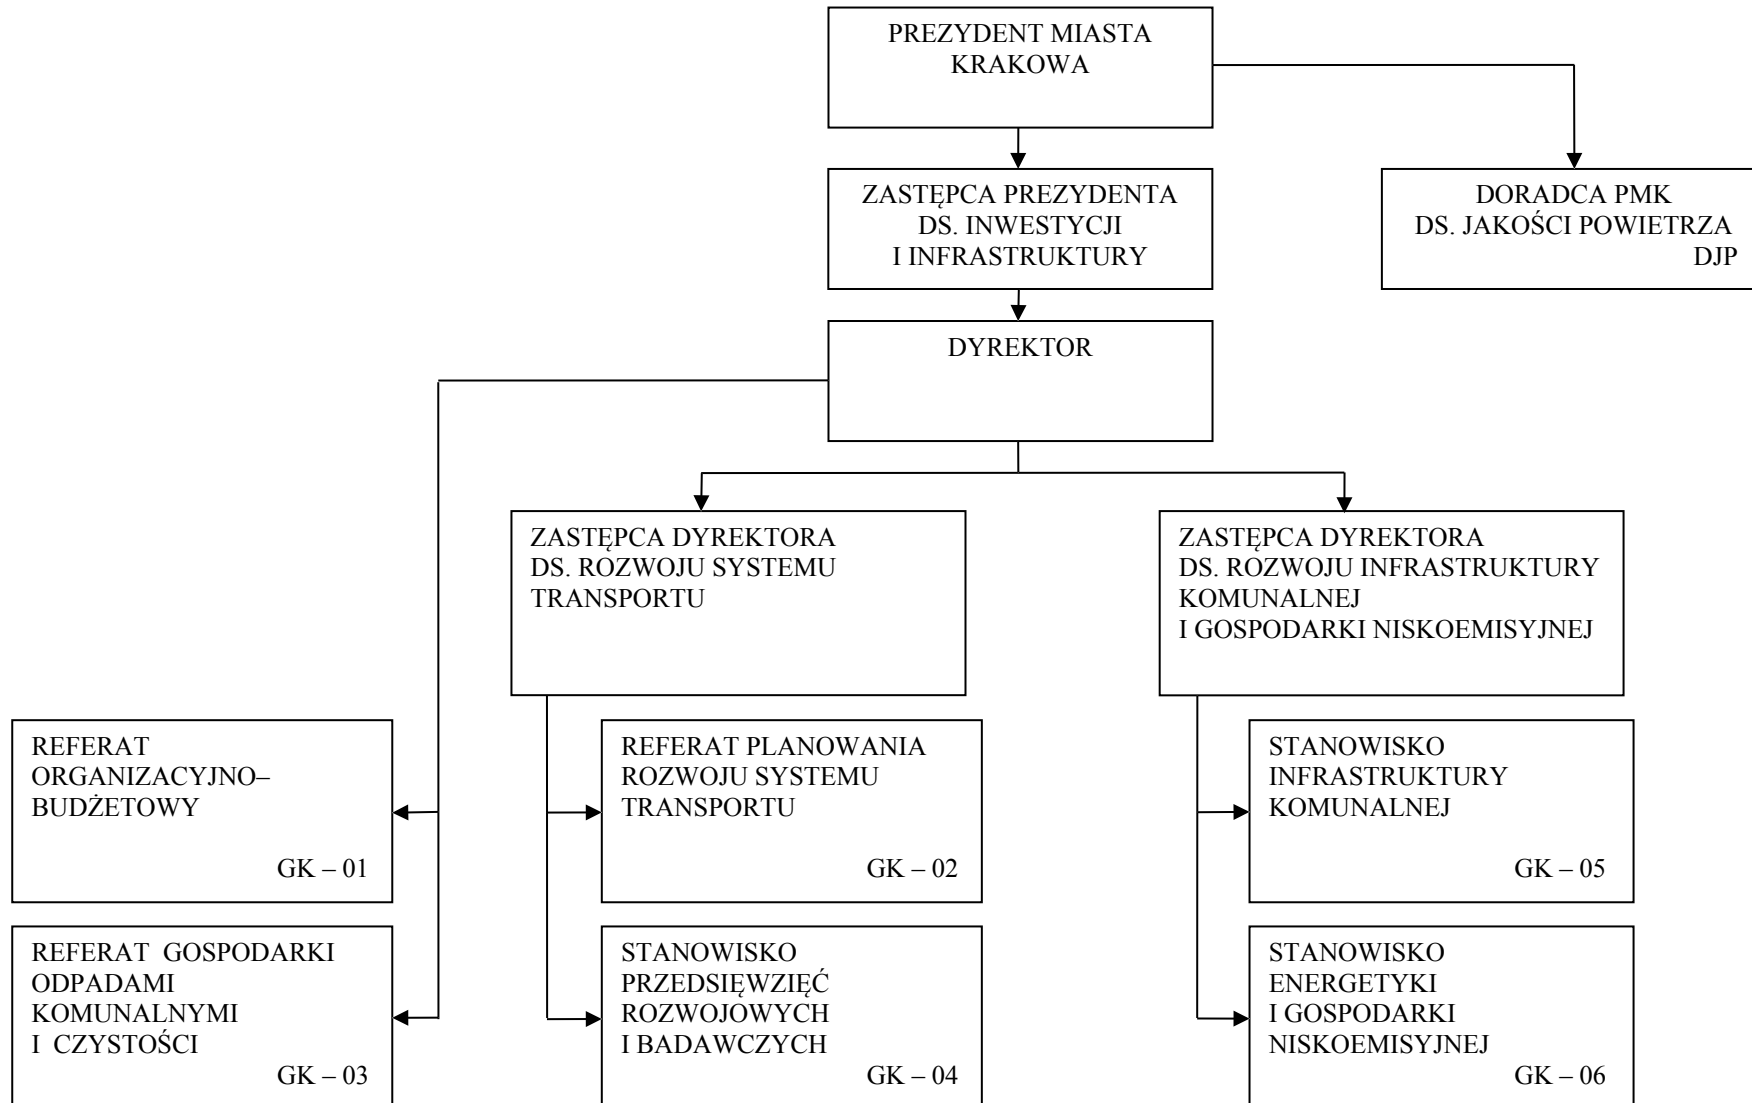 PREZYDENT MIASTA
KRAKOWA
ZASTĘPCA PREZYDENTA
DS. INWESTYCJI
I INFRASTRUKTURY
DORADCA PMK
DS. JAKOŚCI POWIETRZA
DJP
DYREKTOR
ZASTĘPCA DYREKTORA
DS. ROZWOJU SYSTEMU
TRANSPORTU
ZASTĘPCA DYREKTORA
DS. ROZWOJU INFRASTRUKTURY
KOMUNALNEJ
I GOSPODARKI NISKOEMISYJNEJ
REFERAT
ORGANIZACYJNO–
BUDŻETOWY
GK – 01
REFERAT PLANOWANIA
ROZWOJU SYSTEMU
TRANSPORTU
GK – 02
STANOWISKO
INFRASTRUKTURY
KOMUNALNEJ
GK – 05
REFERAT GOSPODARKI
ODPADAMI
KOMUNALNYMI
I CZYSTOŚCI
GK – 03
STANOWISKO
PRZEDSIĘWZIĘĆ
ROZWOJOWYCH
I BADAWCZYCH
GK – 04
STANOWISKO
ENERGETYKI
I GOSPODARKI
NISKOEMISYJNEJ
GK – 06